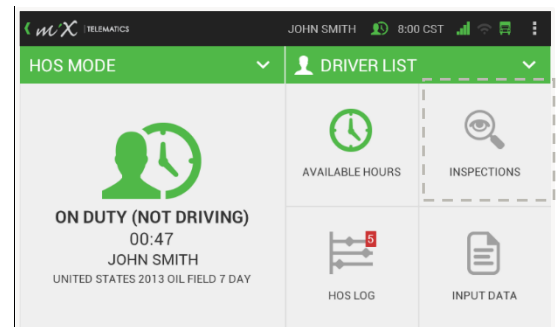 miX TELEMATICS JOHN SMITH 8:00 CST
HOS MODE DRIVER LIST
ON DUTY (NOT DRIVING)
00:47
JOHN SMITH
UNITED STATES 2013 OIL FIELD 7 DAY
AVAILABLE HOURS INSPECTIONS
5
HOS LOG INPUT DATA